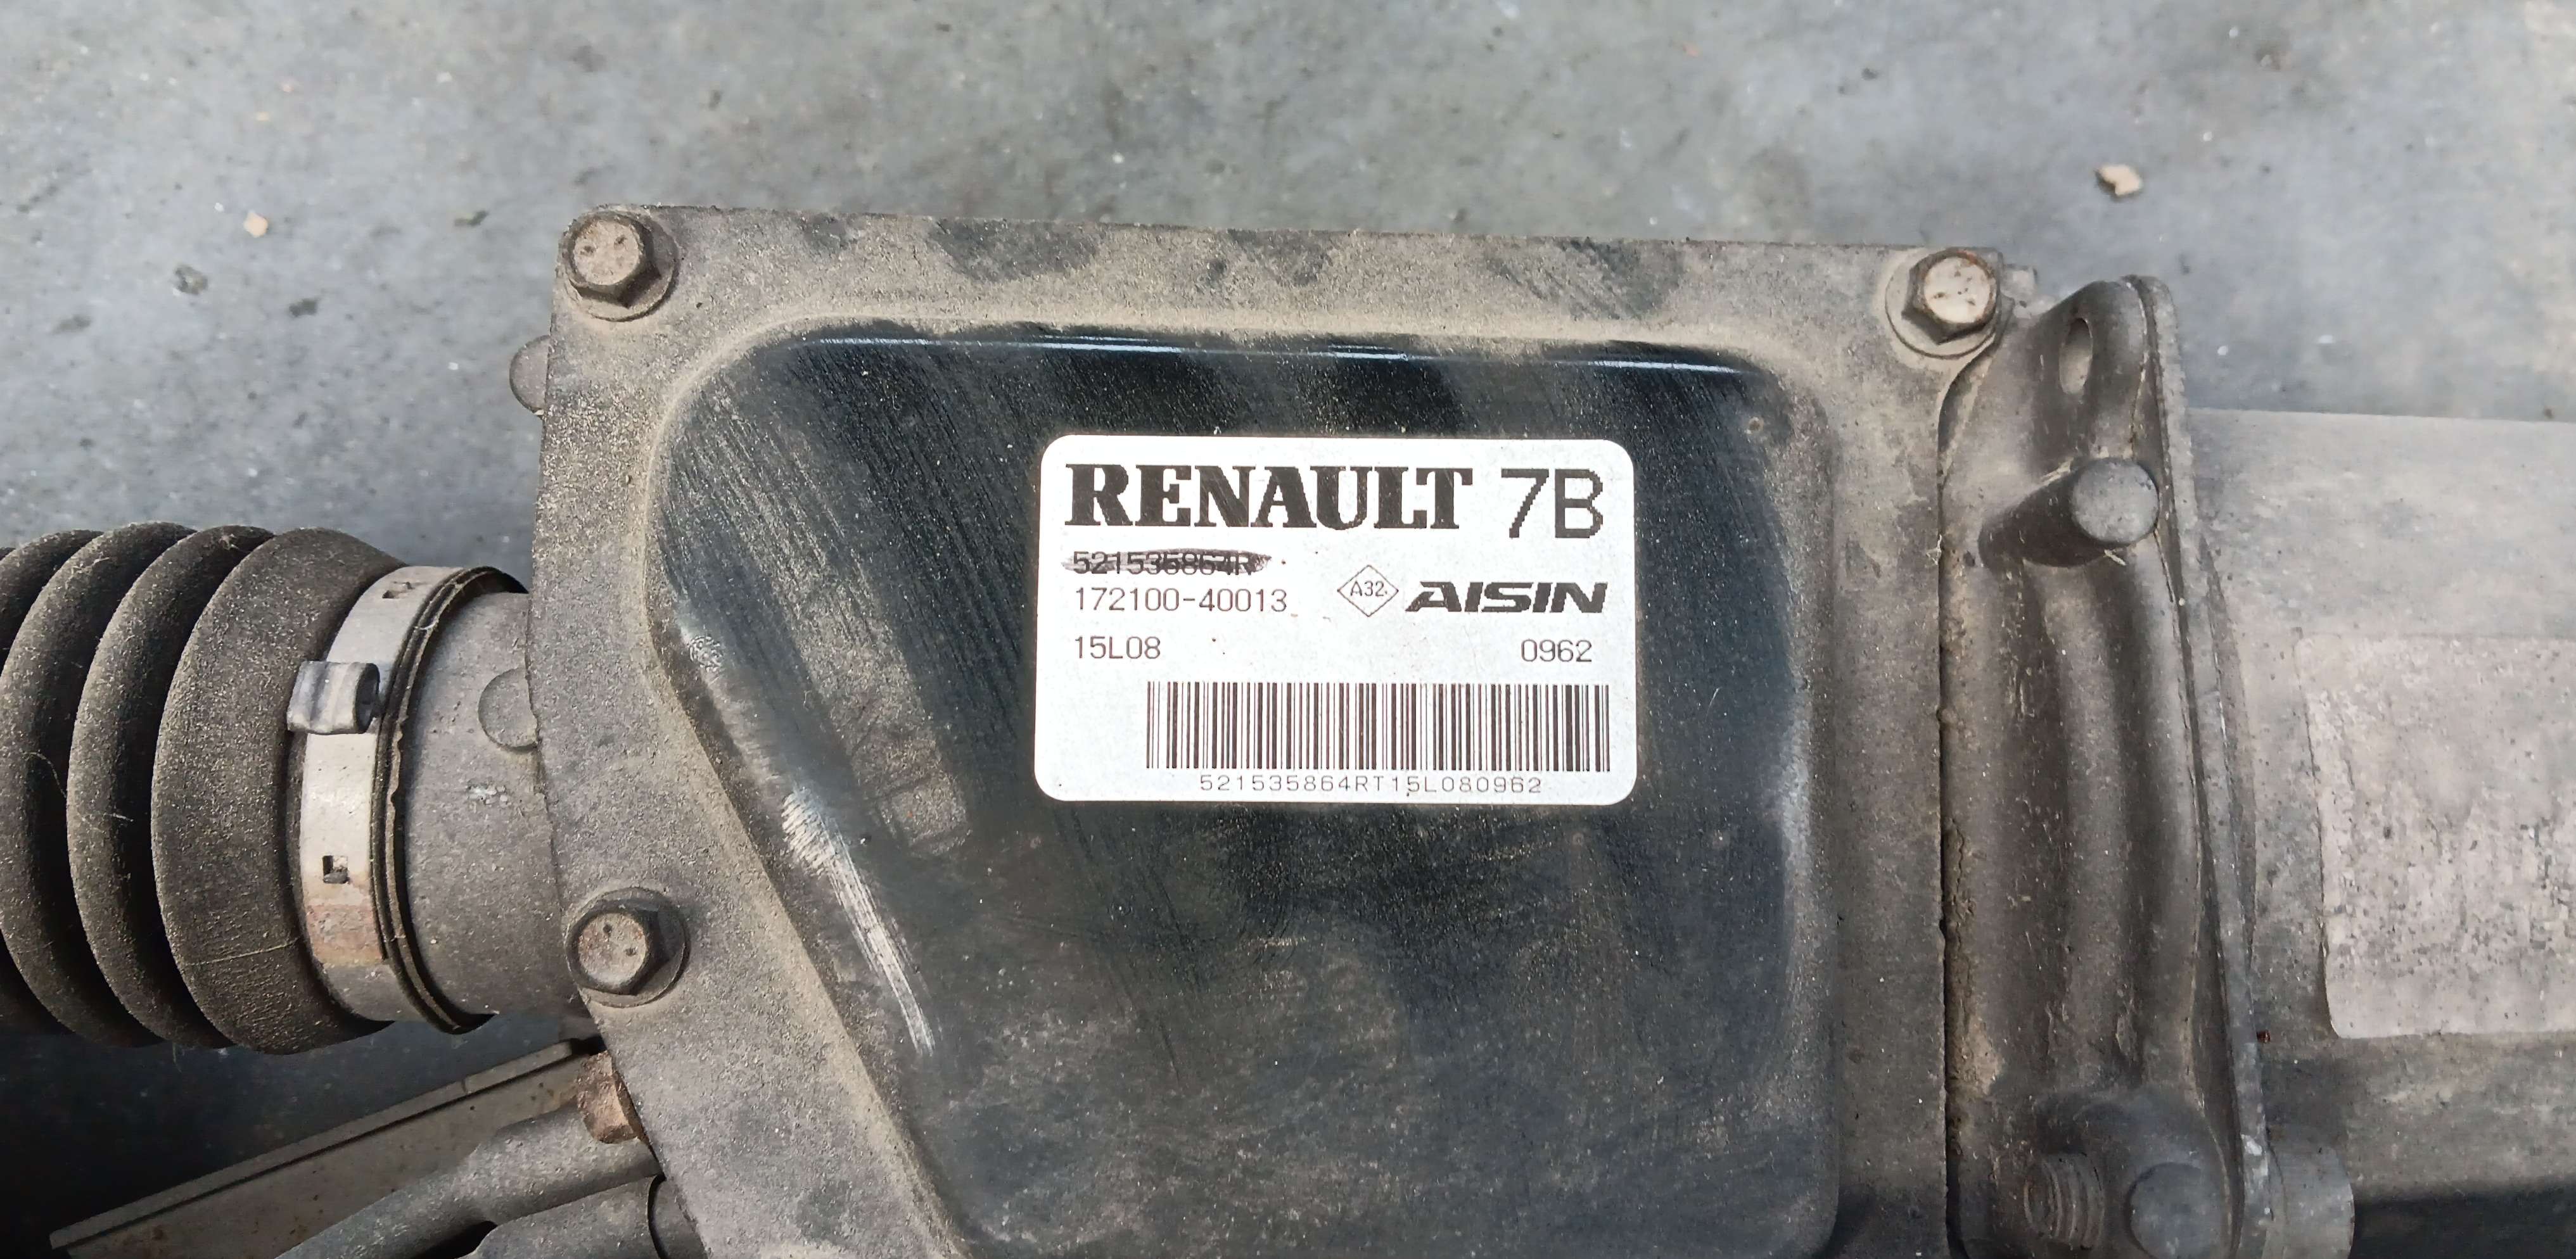 RENAULT 7B
521535864R
172100-40013 A32 AISIN
15L08 0962
521535864RT15L080962